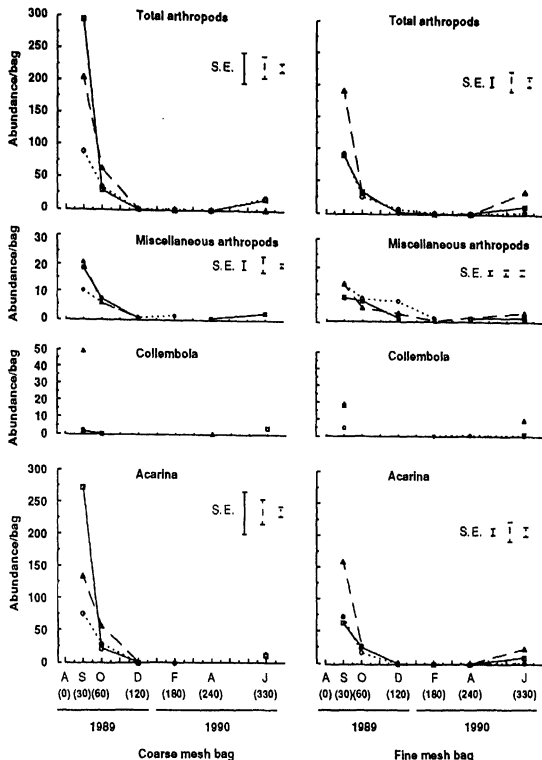 Total arthropods
Total arthropods
Abundance/bag
300
250
200
150
100
50
0
S.E.
S.E.
Miscellaneous arthropods
Miscellaneous arthropods
Abundance/bag
30
20
10
0
S.E.
S.E.
Collembola
Collembola
Abundance/bag
50
40
30
20
10
0
Acarina
Acarina
Abundance/bag
300
250
200
150
100
50
0
S.E.
S.E.
A S O D F A J
(0) (30) (60) (120) (180) (240) (330)
1989 1990
Coarse mesh bag
A S O D F A J
(0) (30) (60) (120) (180) (240) (330)
1989 1990
Fine mesh bag